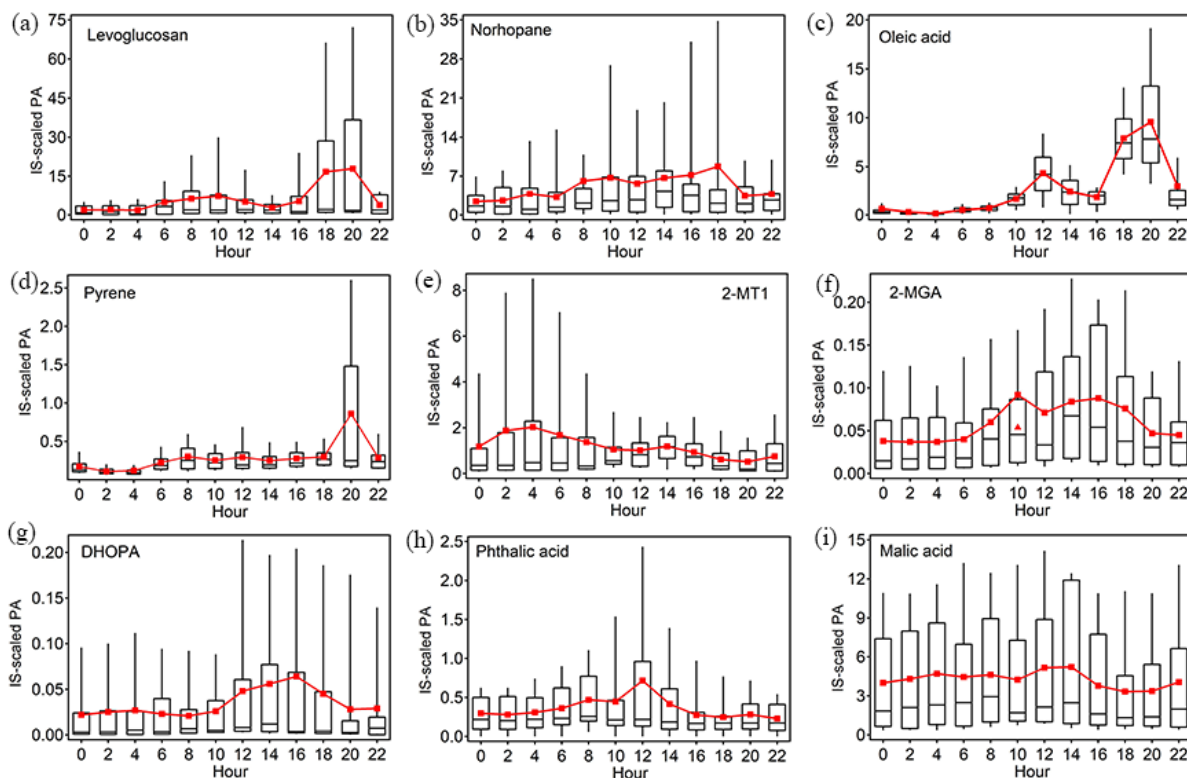 (a) Levoglucosan
IS-scaled PA
75
60
45
30
15
0
0 2 4 6 8 10 12 14 16 18 20 22
Hour
(b) Norhopane
IS-scaled PA
35
28
21
14
7
0
0 2 4 6 8 10 12 14 16 18 20 22
Hour
(c) Oleic acid
IS-scaled PA
20
15
10
5
0
0 2 4 6 8 10 12 14 16 18 20 22
Hour
(d) Pyrene
IS-scaled PA
2.5
2.0
1.5
1.0
0.5
0 2 4 6 8 10 12 14 16 18 20 22
Hour
(e) 2-MT1
IS-scaled PA
8
6
4
2
0
0 2 4 6 8 10 12 14 16 18 20 22
Hour
(f) 2-MGA
IS-scaled PA
0.20
0.15
0.10
0.05
0.00
0 2 4 6 8 10 12 14 16 18 20 22
Hour
(g) DHOPA
IS-scaled PA
0.20
0.15
0.10
0.05
0.00
0 2 4 6 8 10 12 14 16 18 20 22
Hour
(h) Phthalic acid
IS-scaled PA
2.5
2.0
1.5
1.0
0.5
0.0
0 2 4 6 8 10 12 14 16 18 20 22
Hour
(i) Malic acid
IS-scaled PA
15
12
9
6
3
0
0 2 4 6 8 10 12 14 16 18 20 22
Hour